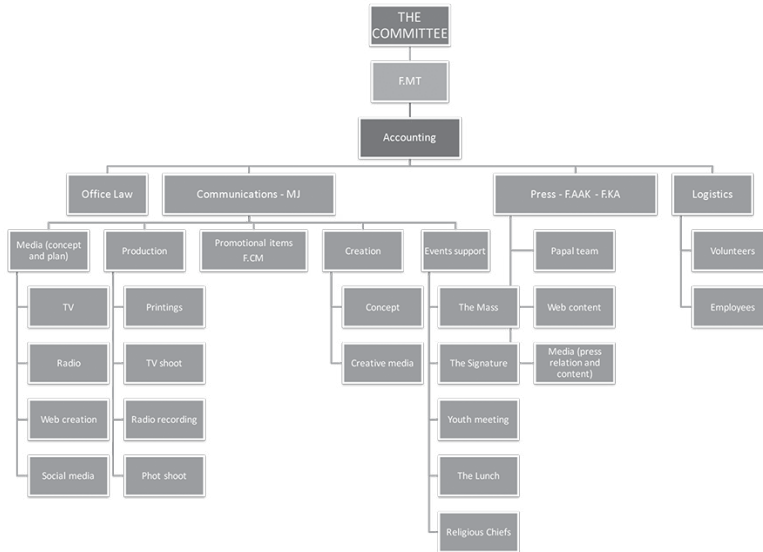 THE
COMMITTEE
F.MT
Accounting
Office Law
Communications - MJ
Press - F.AAK - F.KA
Logistics
Media (concept
and plan)
Production
Promotional items
F.CM
Creation
Events support
Papal team
Volunteers
TV
Printings
Concept
The Mass
Web content
Employees
Radio
TV shoot
Creative media
The Signature
Media (press
relation and
content)
Web creation
Radio recording
Youth meeting
Social media
Phot shoot
The Lunch
Religious Chiefs